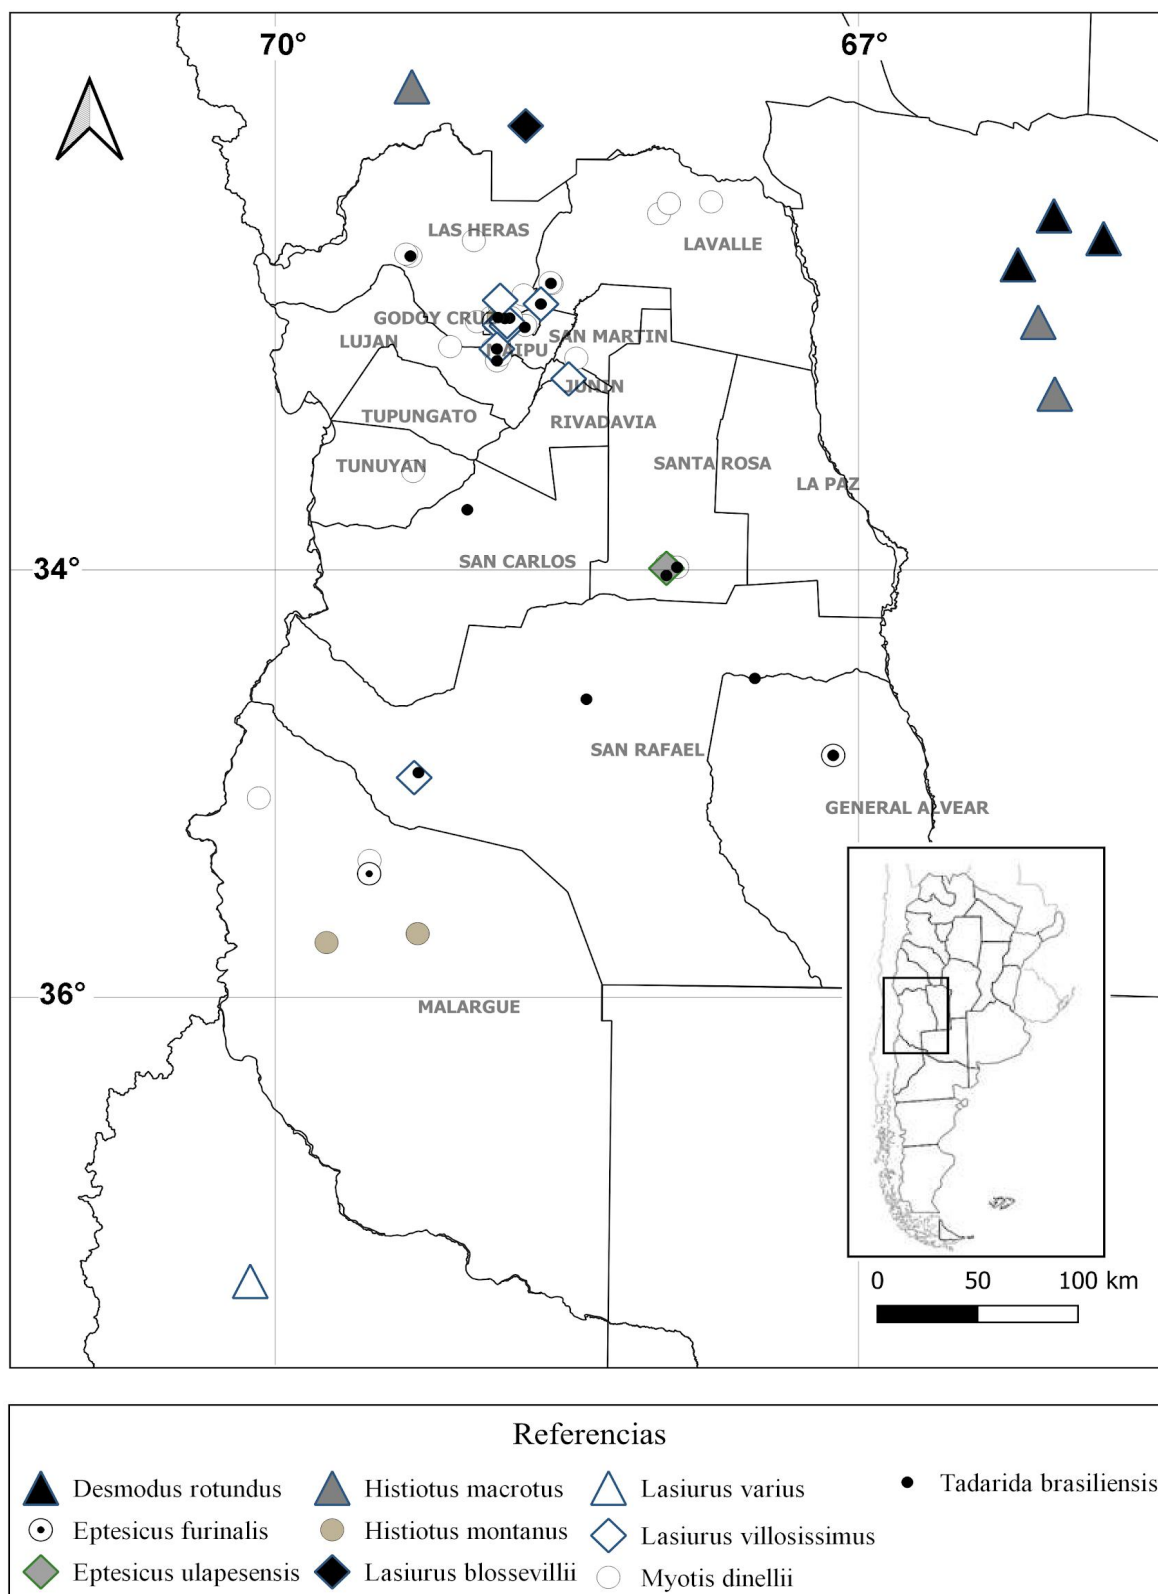 70°
67°
LAS HERAS
LAVALLE
GODOY CRUZ
LUJAN
MAIPU
SAN MARTIN
JUNIN
TUPUNGATO
RIVADAVIA
TUNUYAN
SANTA ROSA
LA PAZ
34°
SAN CARLOS
SAN RAFAEL
GENERAL ALVEAR
36°
MALARGUE
0 50 100 km
Referencias
Desmodus rotundus
Histiotus macrotus
Lasiurus varius
Tadarida brasiliensis
Eptesicus furinalis
Histiotus montanus
Lasiurus villosissimus
Eptesicus ulapesensis
Lasiurus blossevillii
Myotis dinellii